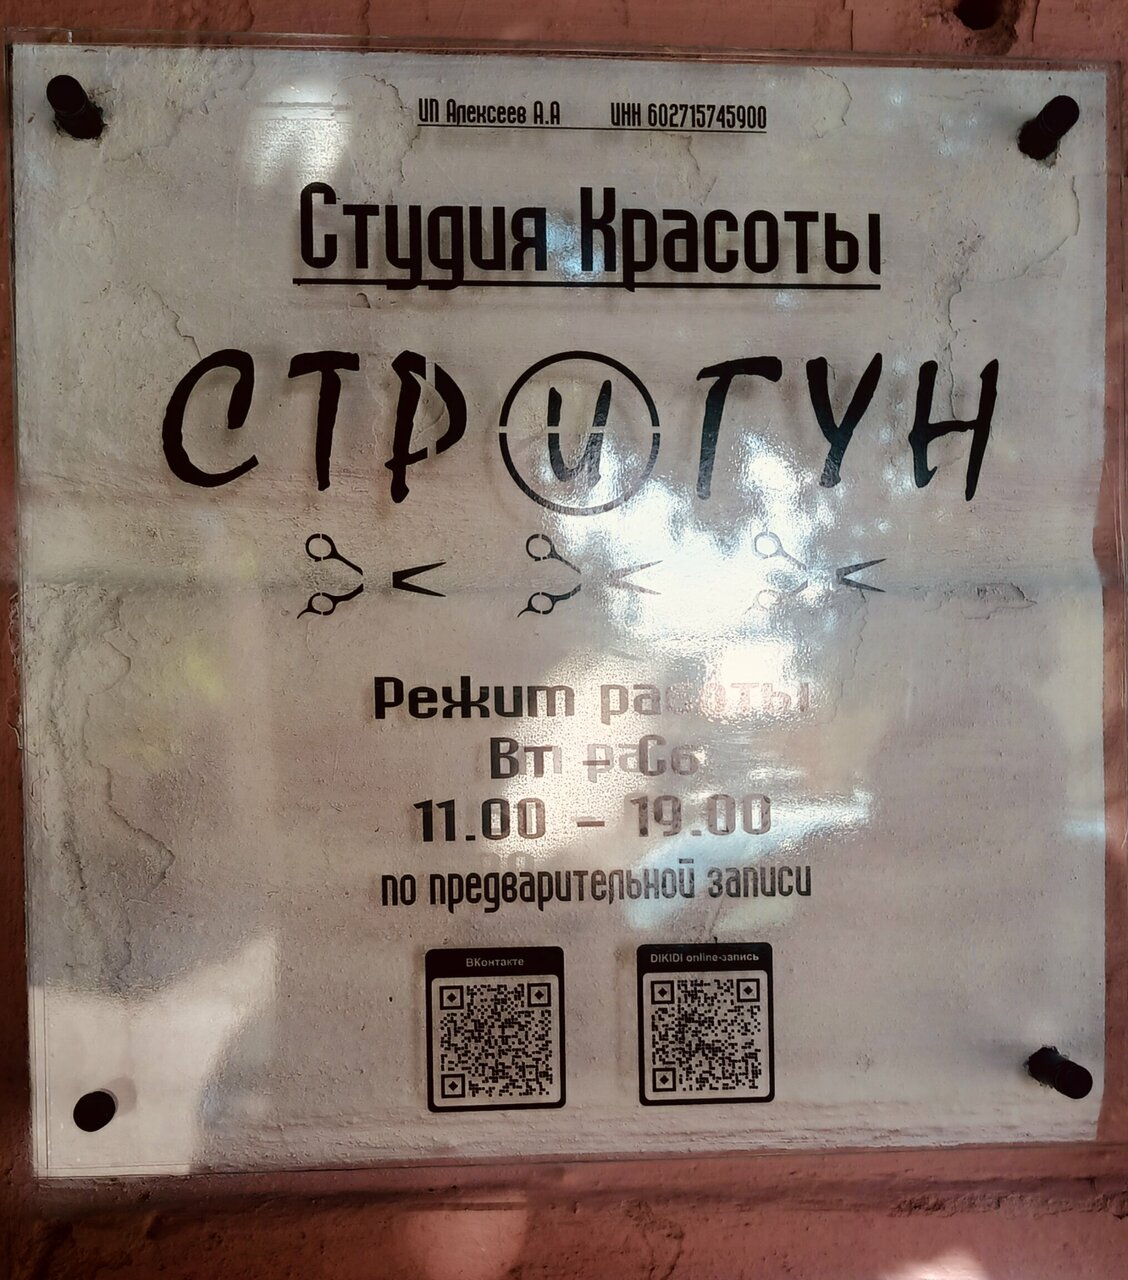 ИП Алексеев А.А ИНН 602715745900
Студия Красоты
СТРИГУН
Режим работы
Вт - Сб
11.00 - 19.00
по предварительной записи
ВКонтакте
DIKIDI online-запись